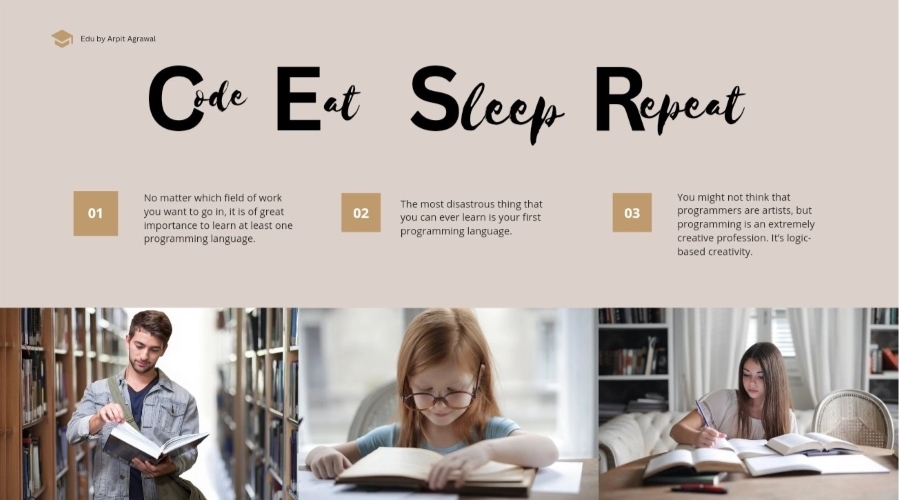 Edu by Arpit Agrawal
Code Eat Sleep Repeat
01
No matter which field of work
you want to go in, it is of great
importance to learn at least one
programming language.
02
The most disastrous thing that
you can ever learn is your first
programming language.
03
You might not think that
programmers are artists, but
programming is an extremely
creative profession. It's logic-
based creativity.